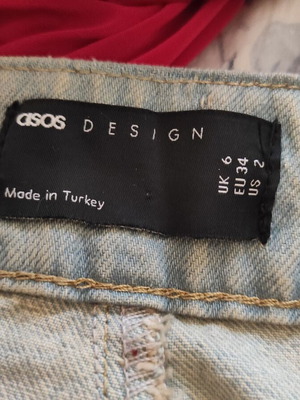 asos DESIGN
Made in Turkey
UK 6
EU 34
US 2